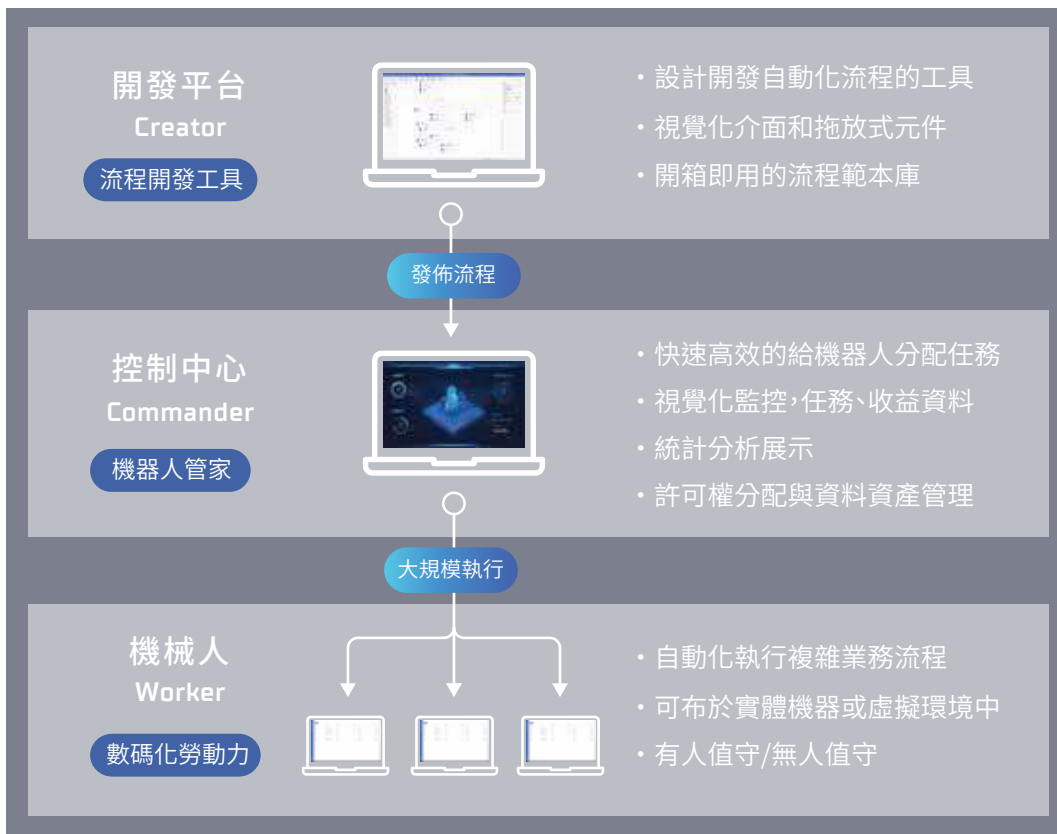 開發平台
Creator
流程開發工具
・設計開發自動化流程的工具
・視覺化介面和拖放式元件
・開箱即用的流程範本庫
發佈流程
控制中心
Commander
機器人管家
・快速高效的給機器人分配任務
・視覺化監控，任務、收益資料
・統計分析展示
・許可權分配與資料資產管理
大規模執行
機械人
Worker
數碼化勞動力
・自動化執行複雜業務流程
・可布於實體機器或虛擬環境中
・有人值守/無人值守